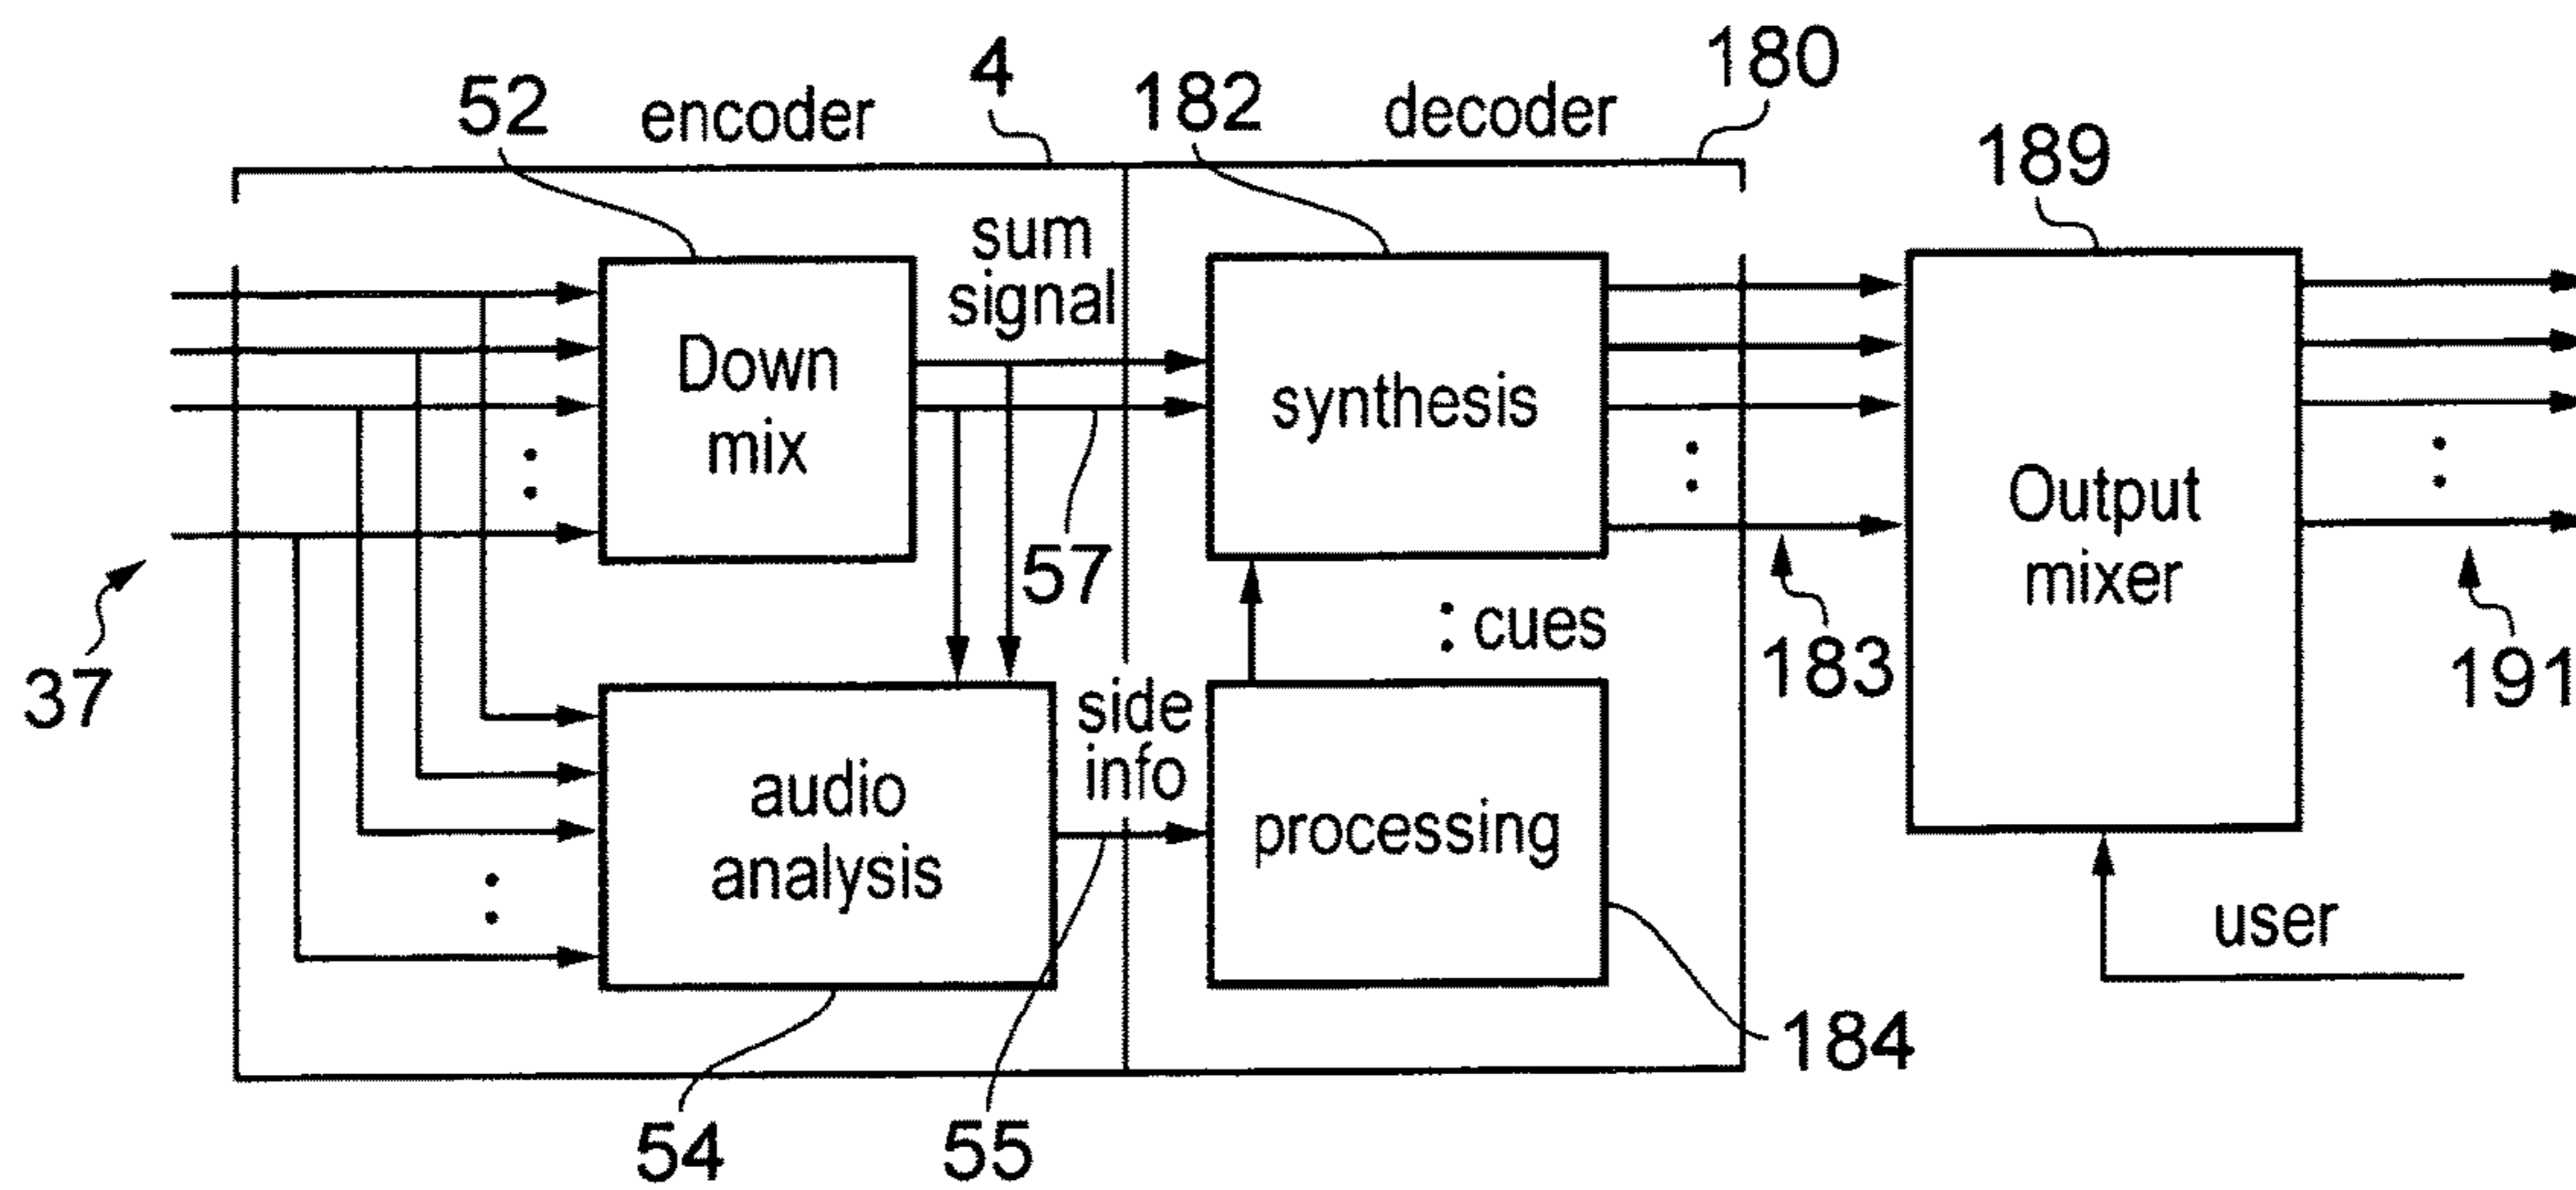 52
encoder
4
182
decoder
180
189
sum
signal
Down
mix
synthesis
Output
mixer
57
: cues
37
183
191
side
info
audio
analysis
processing
user
184
54
55